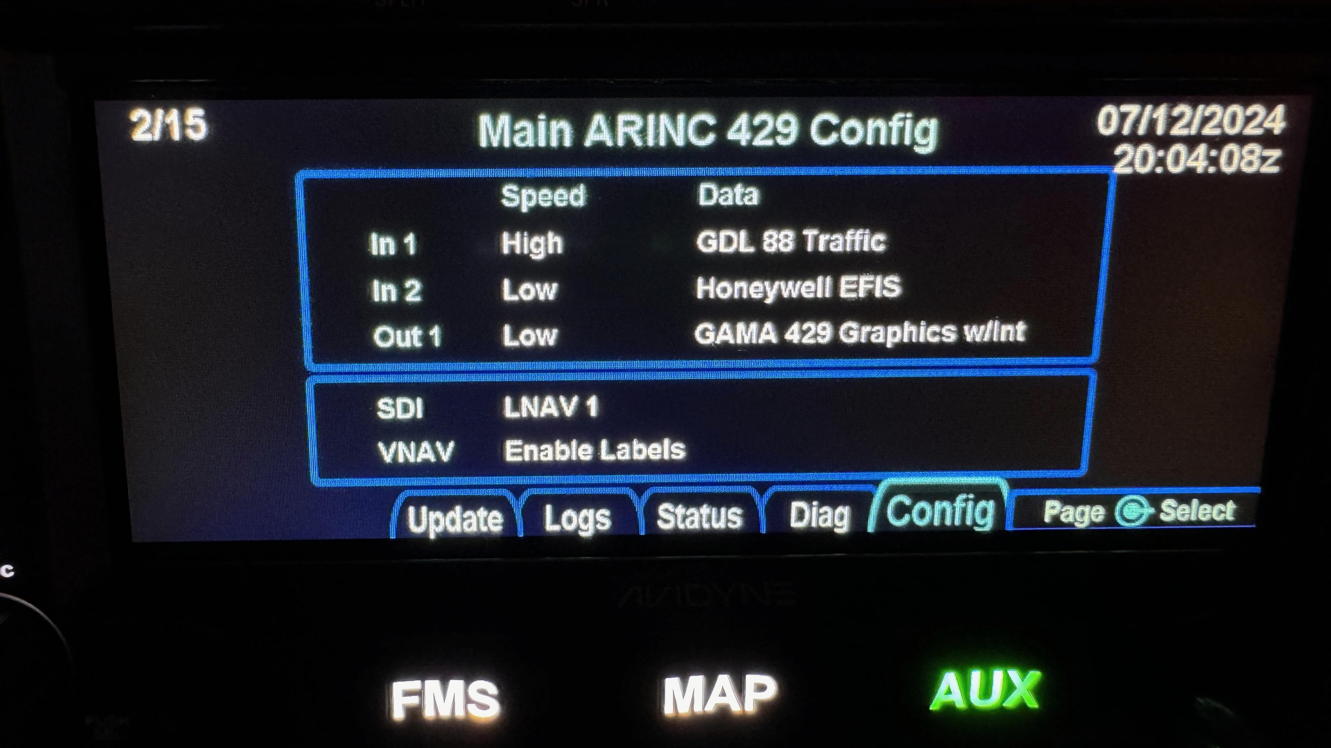 2/15 Main ARINC 429 Config 07/12/2024
20:04:08z
Speed Data
In 1 High GDL 88 Traffic
In 2 Low Honeywell EFIS
Out 1 Low GAMA 429 Graphics w/Int
SDI LNAV 1
VNAV Enable Labels
Update Logs Status Diag Config Page Select
c
AVIDYNE
FMS MAP AUX